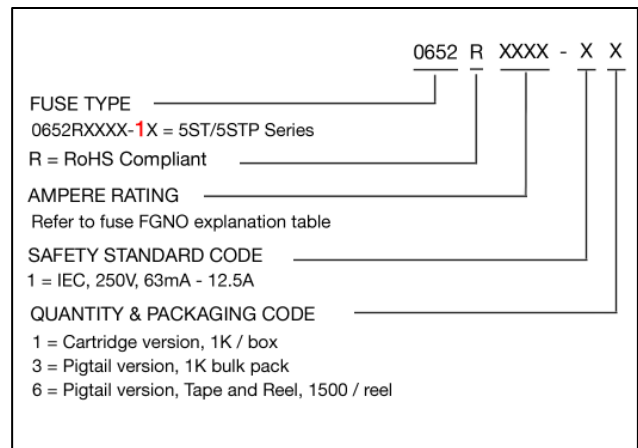 0652 R XXXX - X X
FUSE TYPE
0652RXXXX-1X = 5ST/5STP Series
R = RoHS Compliant
AMPERE RATING
Refer to fuse FGNO explanation table
SAFETY STANDARD CODE
1 = IEC, 250V, 63mA - 12.5A
QUANTITY & PACKAGING CODE
1 = Cartridge version, 1K / box
3 = Pigtail version, 1K bulk pack
6 = Pigtail version, Tape and Reel, 1500 / reel